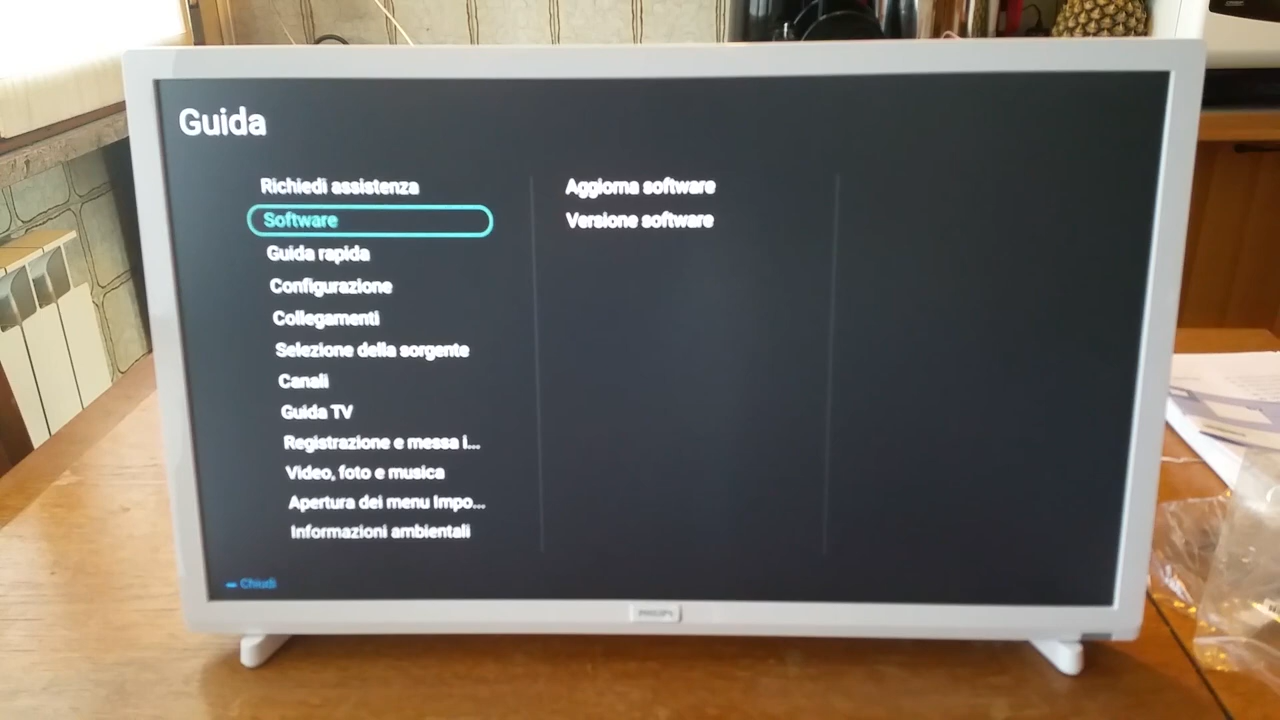 Guida
Richiedi assistenza
Software
Guida rapida
Configurazione
Collegamenti
Selezione della sorgente
Canali
Guida TV
Registrazione e messa i...
Video, foto e musica
Apertura dei menu Impo...
Informazioni ambientali
Aggiorna software
Versione software
Chiudi
PHILIPS